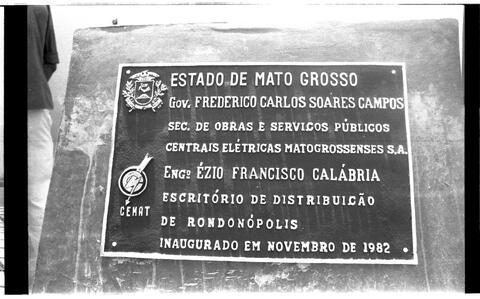 ESTADO DE MATO GROSSO
Gov. FREDERICO CARLOS SOARES CAMPOS
SEC. DE OBRAS E SERVIÇOS PÚBLICOS
CENTRAIS ELÉTRICAS MATOGROSSENSES S.A.
ENGº ÉZIO FRANCISCO CALÁBRIA
CEMAT
ESCRITÓRIO DE DISTRIBUIÇÃO
DE RONDONÓPOLIS
INAUGURADO EM NOVEMBRO DE 1982